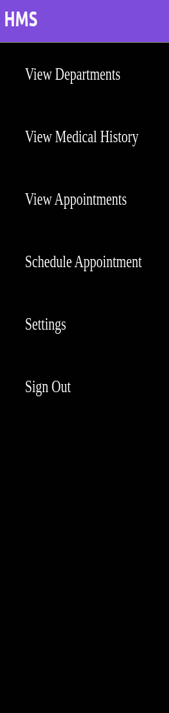 HMS
View Departments
View Medical History
View Appointments
Schedule Appointment
Settings
Sign Out